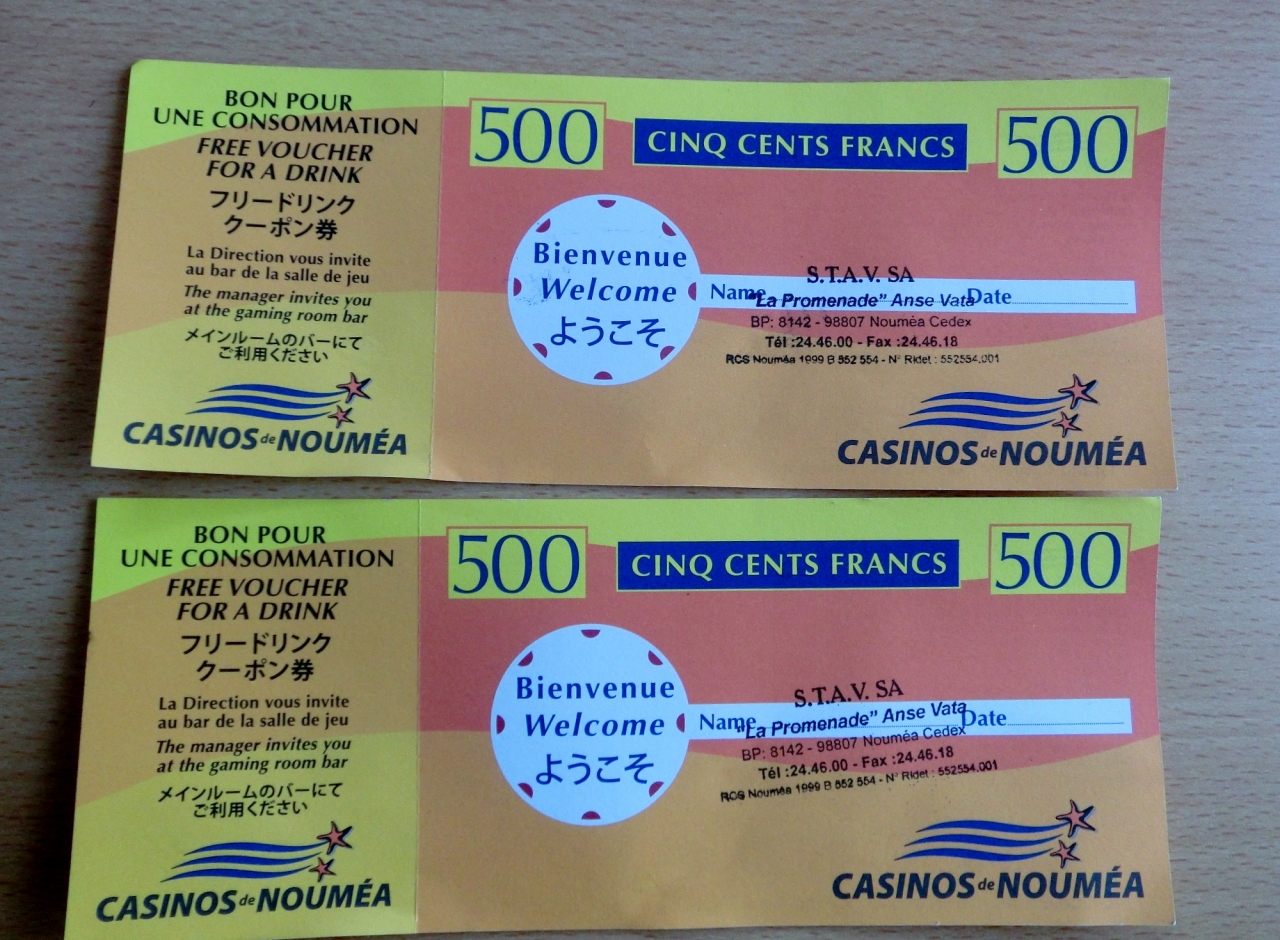 BON POUR
UNE CONSOMMATION
FREE VOUCHER
FOR A DRINK
フリードリンク
クーポン券
La Direction vous invite
au bar de la salle de jeu
The manager invites you
at the gaming room bar
メインルームのバーにて
ご利用ください
CASINOS de NOUMÉA
500 CINQ CENTS FRANCS 500
Bienvenue
Welcome
ようこそ
Name Date
S.T.A.V. SA
"La Promenade" Anse Vata
BP: 8142 - 98807 Nouméa Cedex
Tél :24.46.00 - Fax :24.46.18
RCS Nouméa 1999 B 552 554 - N° Ridet : 552554.001
CASINOS de NOUMÉA
BON POUR
UNE CONSOMMATION
FREE VOUCHER
FOR A DRINK
フリードリンク
クーポン券
La Direction vous invite
au bar de la salle de jeu
The manager invites you
at the gaming room bar
メインルームのバーにて
ご利用ください
CASINOS de NOUMÉA
500 CINQ CENTS FRANCS 500
Bienvenue
Welcome
ようこそ
Name Date
S.T.A.V. SA
"La Promenade" Anse Vata
BP: 8142 - 98807 Nouméa Cedex
Tél :24.46.00 - Fax :24.46.18
RCS Nouméa 1999 B 552 554 - N° Ridet : 552554.001
CASINOS de NOUMÉA